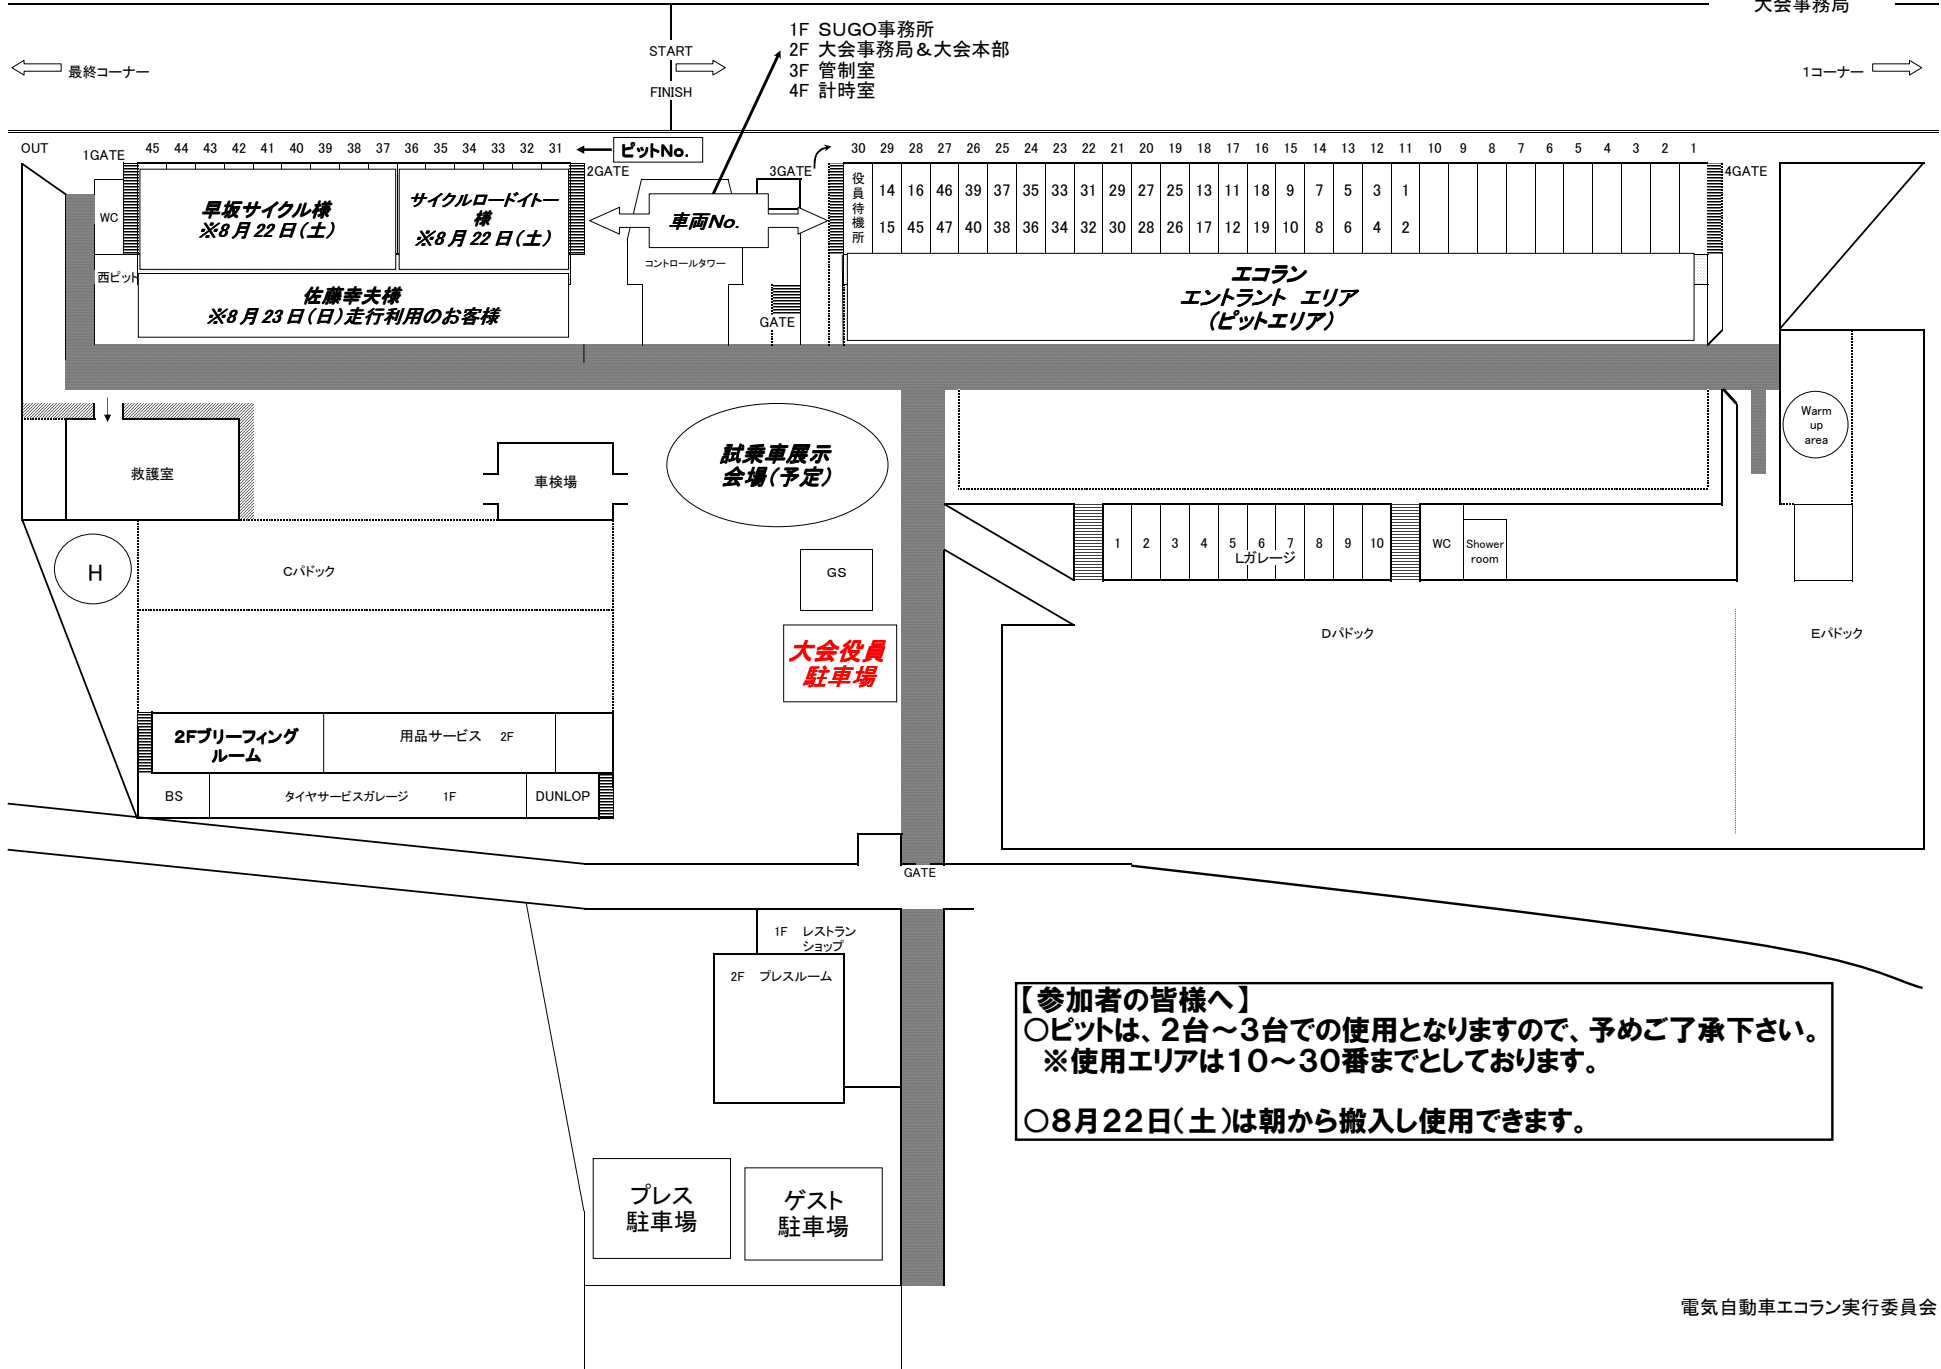 大会事務局
1F SUGO事務所
2F 大会事務局＆大会本部
3F 管制室
4F 計時室
START
FINISH
最終コーナー
1コーナー
OUT
1GATE
45 44 43 42 41 40 39 38 37 36 35 34 33 32 31
ピットNo.
2GATE
3GATE
30 29 28 27 26 25 24 23 22 21 20 19 18 17 16 15 14 13 12 11 10 9 8 7 6 5 4 3 2 1
4GATE
WC
早坂サイクル様
※8月22日(土)
サイクルロードイトー
様
※8月22日(土)
車両No.
役員待機所
14 16 46 39 37 35 33 31 29 27 25 13 11 18 9 7 5 3 1
15 45 47 40 38 36 34 32 30 28 26 17 12 19 10 8 6 4 2
西ピット
コントロールタワー
佐藤幸夫様
※8月23日(日)走行利用のお客様
GATE
エコラン
エントラント エリア
(ピットエリア)
Warm
up
area
救護室
車検場
試乗車展示
会場(予定)
H
Cパドック
GS
1 2 3 4 5 6 7 8 9 10
Lガレージ
WC
Shower
room
大会役員
駐車場
Dパドック
Eパドック
2Fブリーフィング
ルーム
用品サービス 2F
BS
タイヤサービスガレージ 1F
DUNLOP
GATE
1F レストラン
ショップ
2F プレスルーム
【参加者の皆様へ】
○ピットは、2台～3台での使用となりますので、予めご了承下さい。
※使用エリアは10～30番までとしております。
○8月22日(土)は朝から搬入し使用できます。
プレス
駐車場
ゲスト
駐車場
電気自動車エコラン実行委員会